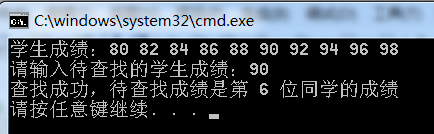 C:\windows\system32\cmd.exe
学生成绩：80 82 84 86 88 90 92 94 96 98
请输入待查找的学生成绩：90
查找成功，待查找成绩是第 6 位同学的成绩
请按任意键继续. . .